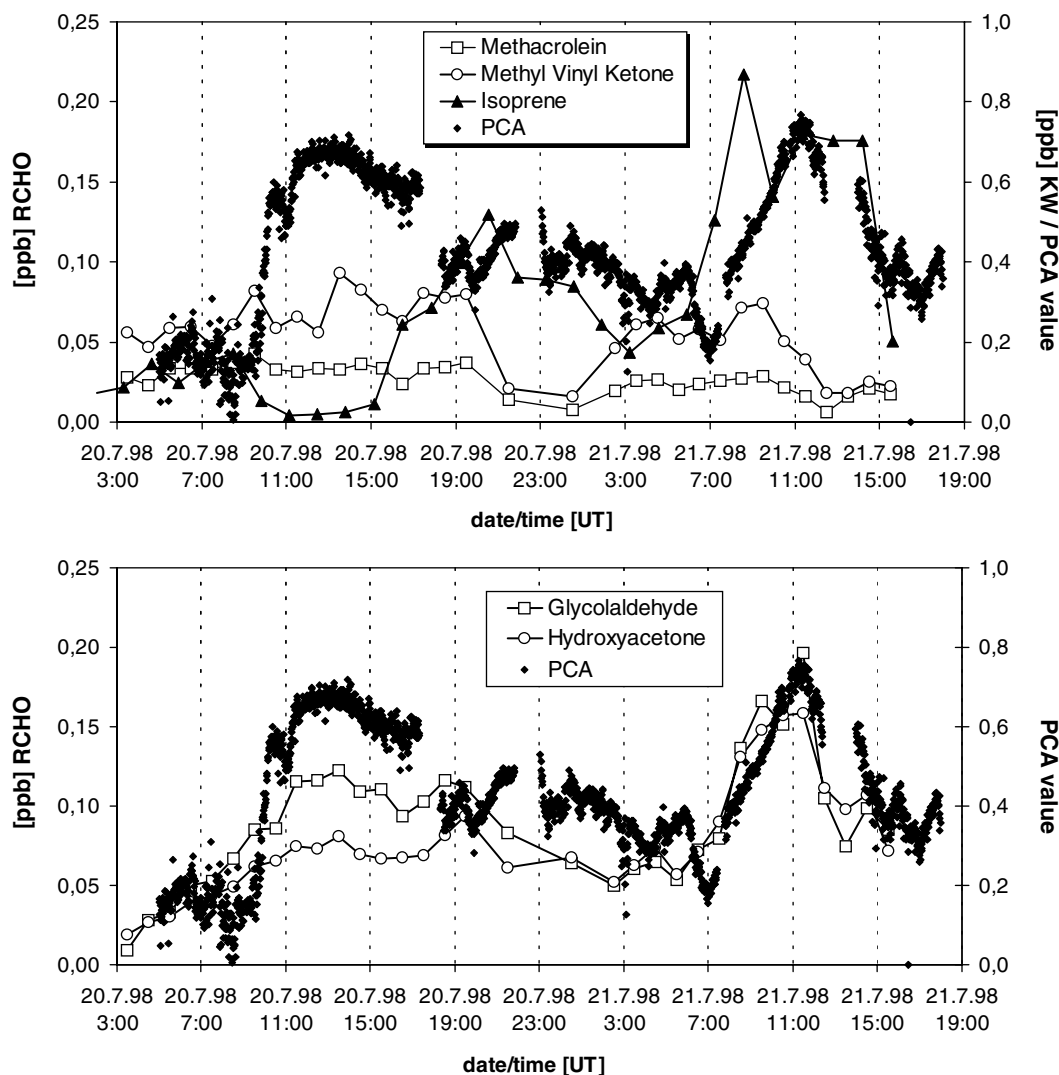 0,25
0,20
0,15
0,10
0,05
0,00
[ppb] RCHO
Methacrolein
Methyl Vinyl Ketone
Isoprene
PCA
1,0
0,8
0,6
0,4
0,2
0,0
[ppb] KW / PCA value
20.7.98 20.7.98 20.7.98 20.7.98 20.7.98 20.7.98 21.7.98 21.7.98 21.7.98 21.7.98 21.7.98
3:00 7:00 11:00 15:00 19:00 23:00 3:00 7:00 11:00 15:00 19:00
date/time [UT]
0,25
0,20
0,15
0,10
0,05
0,00
[ppb] RCHO
Glycolaldehyde
Hydroxyacetone
PCA
1,0
0,8
0,6
0,4
0,2
0,0
PCA value
20.7.98 20.7.98 20.7.98 20.7.98 20.7.98 20.7.98 21.7.98 21.7.98 21.7.98 21.7.98 21.7.98
3:00 7:00 11:00 15:00 19:00 23:00 3:00 7:00 11:00 15:00 19:00
date/time [UT]